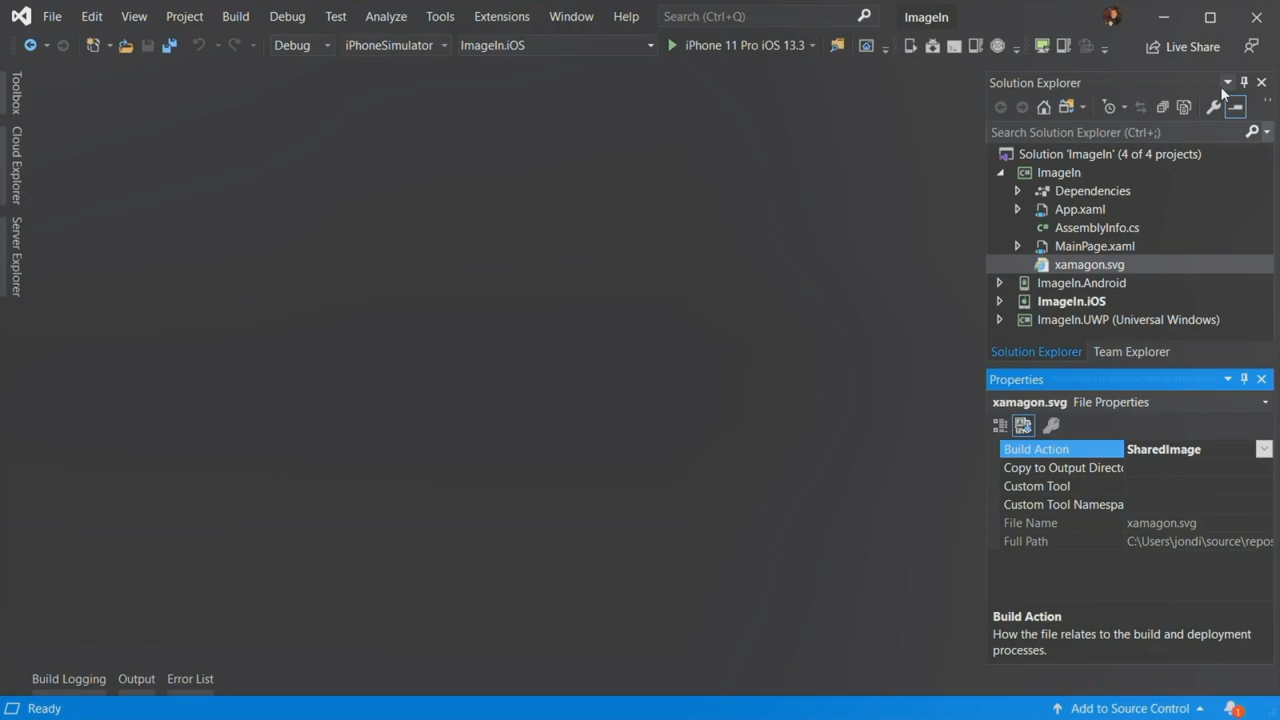 File Edit View Project Build Debug Test Analyze Tools Extensions Window Help Search (Ctrl+Q) ImageIn
Debug iPhoneSimulator ImageIn.iOS iPhone 11 Pro iOS 13.3 Live Share
Toolbox
Cloud Explorer
Server Explorer
Solution Explorer
Search Solution Explorer (Ctrl+;)
Solution 'ImageIn' (4 of 4 projects)
ImageIn
Dependencies
App.xaml
AssemblyInfo.cs
MainPage.xaml
xamagon.svg
ImageIn.Android
ImageIn.iOS
ImageIn.UWP (Universal Windows)
Solution Explorer Team Explorer
Properties
xamagon.svg File Properties
Build Action SharedImage
Copy to Output Directo
Custom Tool
Custom Tool Namespa
File Name xamagon.svg
Full Path C:\Users\jondi\source\repos
Build Action
How the file relates to the build and deployment
processes.
Build Logging Output Error List
Ready Add to Source Control 1